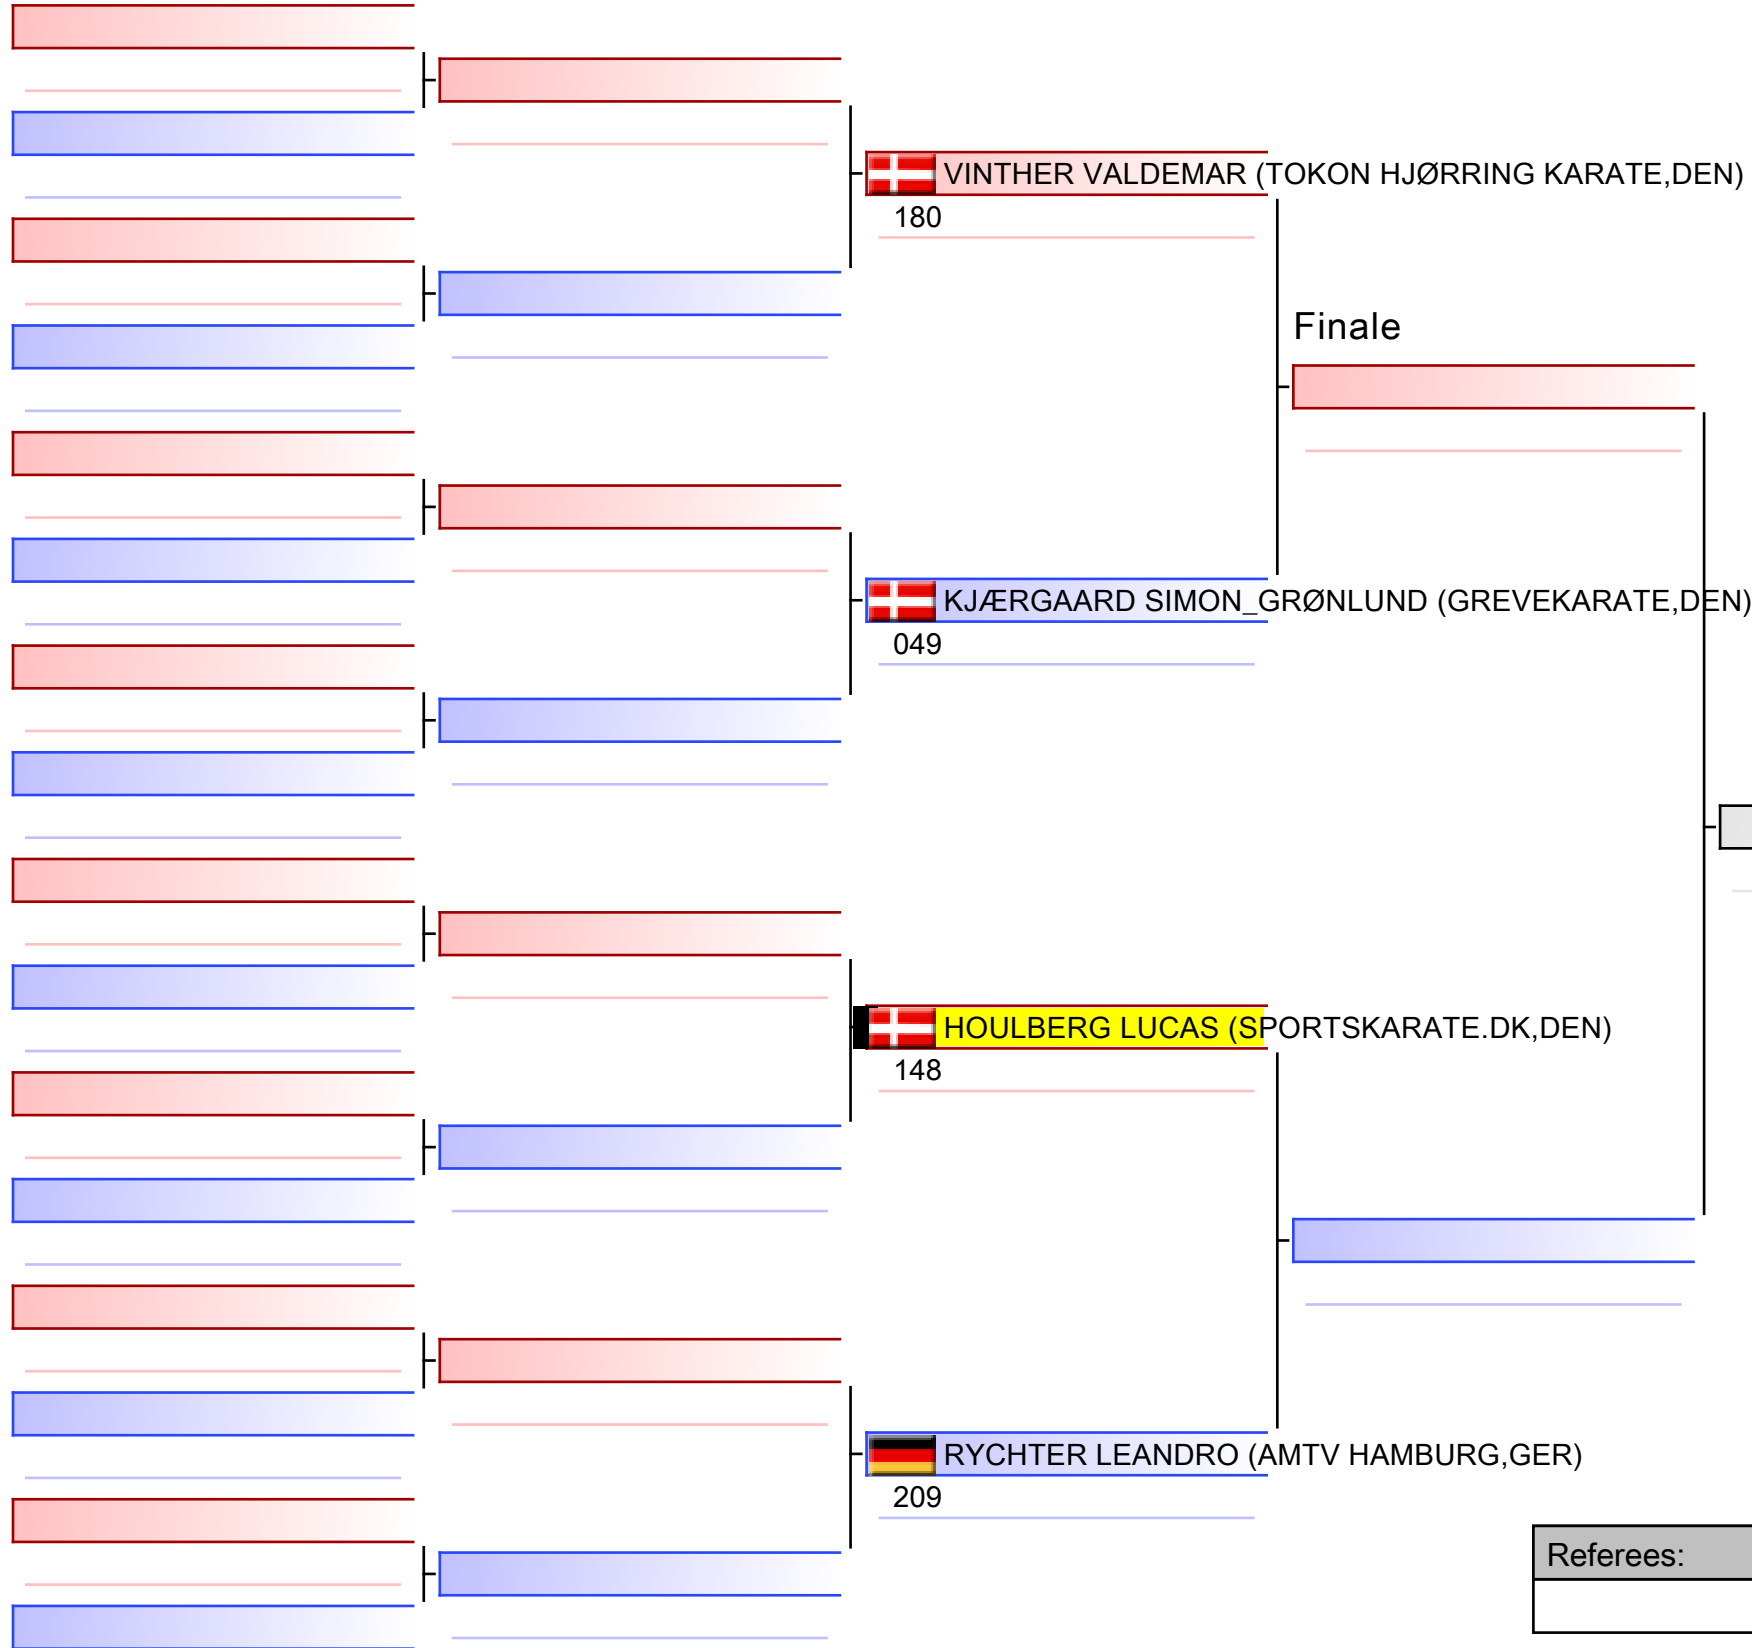 VINTHER VALDEMAR (TOKON HJØRRING KARATE,DEN)
180
Finale
KJÆRGAARD SIMON_GRØNLUND (GREVEKARATE,DEN)
049
HOULBERG LUCAS (SPORTSKARATE.DK,DEN)
148
RYCHTER LEANDRO (AMTV HAMBURG,GER)
209
Referees: